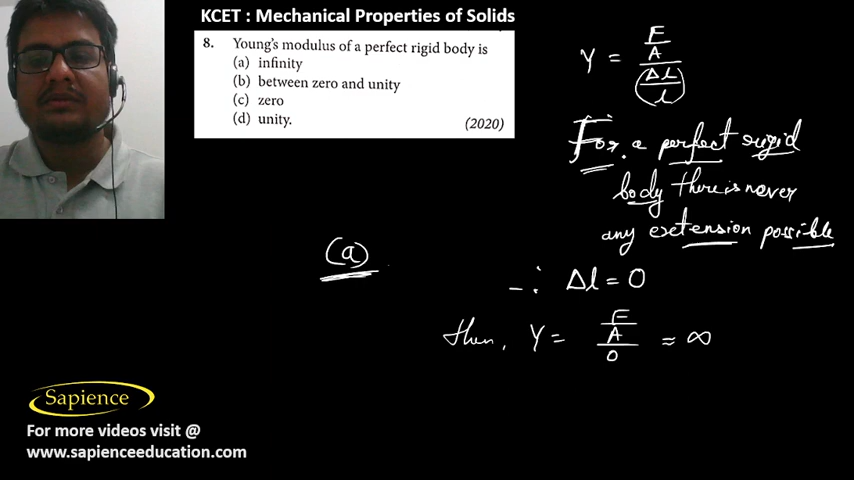 KCET : Mechanical Properties of Solids
8. Young's modulus of a perfect rigid body is
(a) infinity
(b) between zero and unity
(c) zero
(d) unity.
(2020)
Y = F/A / (Δl/l)
For a perfect rigid
body there is never
any extension possible
∴ Δl = 0
then, Y = F/A / 0 ≈ ∞
(a)
Sapience
For more videos visit @
www.sapienceeducation.com